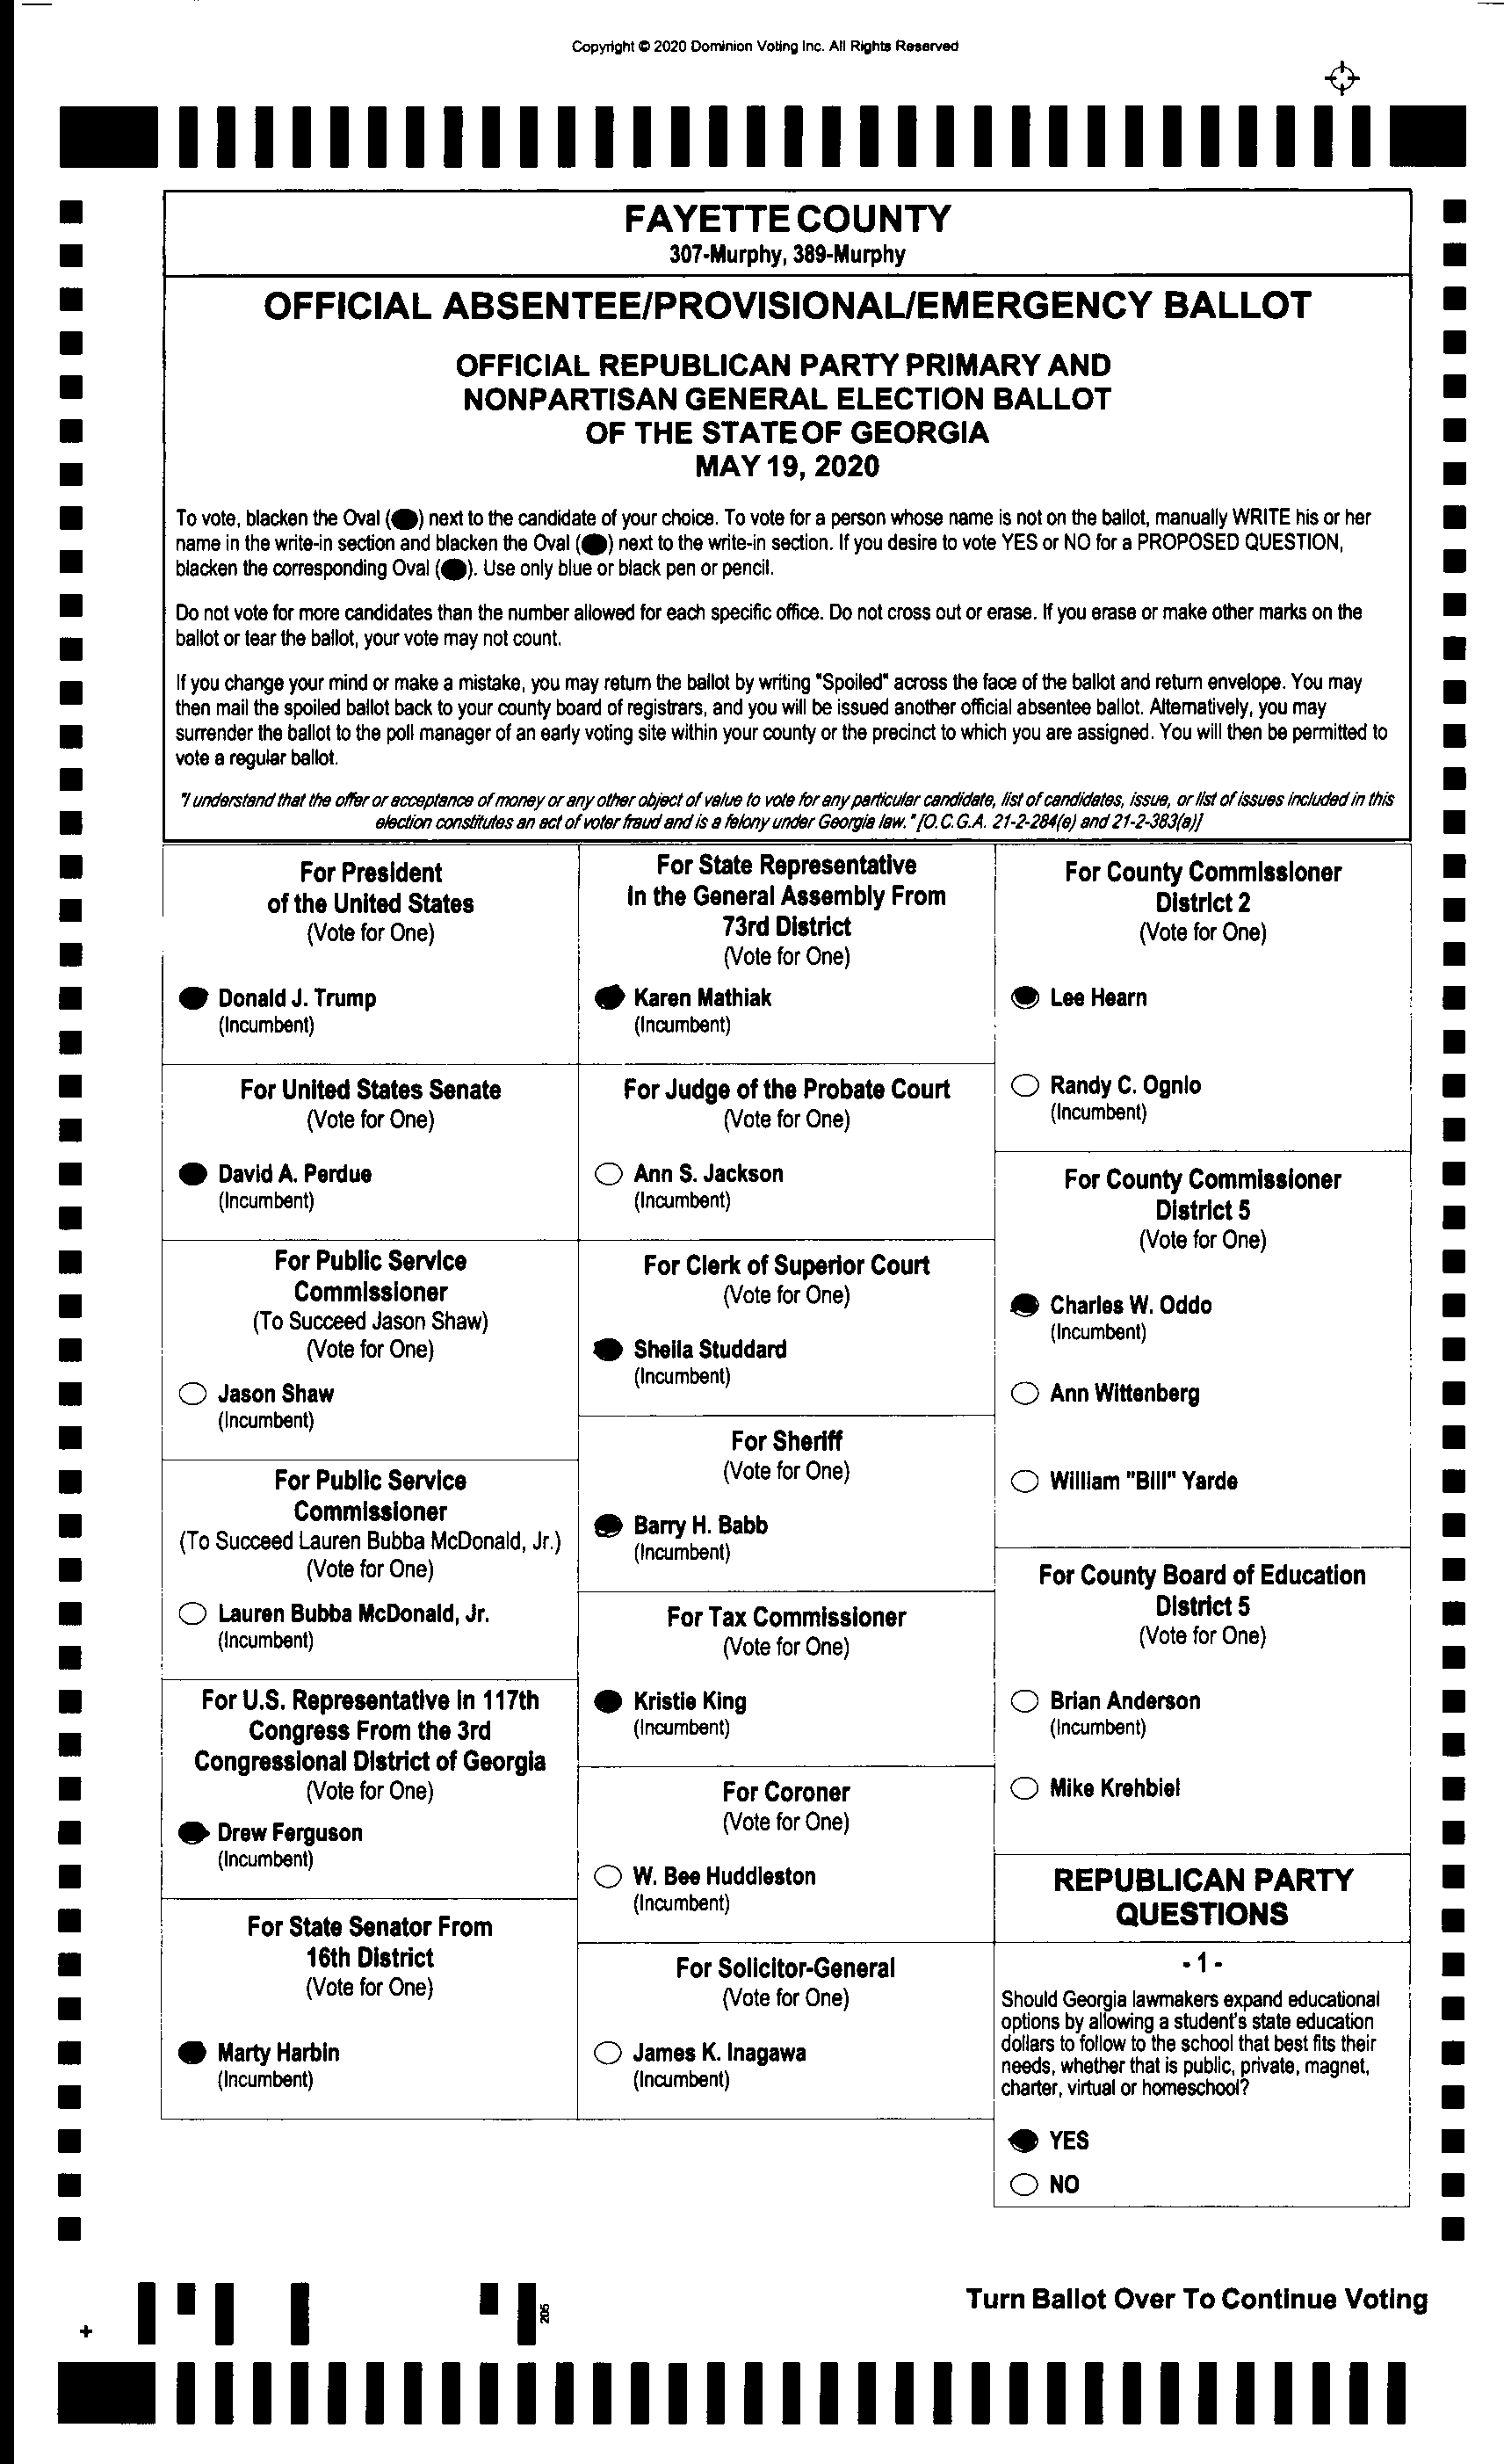 Copyright © 2020 Dominion Voting Inc. All Rights Reserved
FAYETTE COUNTY
307-Murphy, 389-Murphy
OFFICIAL ABSENTEE/PROVISIONAL/EMERGENCY BALLOT
OFFICIAL REPUBLICAN PARTY PRIMARY AND
NONPARTISAN GENERAL ELECTION BALLOT
OF THE STATE OF GEORGIA
MAY 19, 2020
To vote, blacken the Oval ( ) next to the candidate of your choice. To vote for a person whose name is not on the ballot, manually WRITE his or her
name in the write-in section and blacken the Oval ( ) next to the write-in section. If you desire to vote YES or NO for a PROPOSED QUESTION,
blacken the corresponding Oval ( ). Use only blue or black pen or pencil.
Do not vote for more candidates than the number allowed for each specific office. Do not cross out or erase. If you erase or make other marks on the
ballot or tear the ballot, your vote may not count.
If you change your mind or make a mistake, you may return the ballot by writing "Spoiled" across the face of the ballot and return envelope. You may
then mail the spoiled ballot back to your county board of registrars, and you will be issued another official absentee ballot. Alternatively, you may
surrender the ballot to the poll manager of an early voting site within your county or the precinct to which you are assigned. You will then be permitted to
vote a regular ballot.
"I understand that the offer or acceptance of money or any other object of value to vote for any particular candidate, list of candidates, issue, or list of issues included in this
election constitutes an act of voter fraud and is a felony under Georgia law." [O.C.G.A. 21-2-284(e) and 21-2-383(a)]
For President
of the United States
(Vote for One)
Donald J. Trump
(Incumbent)
For United States Senate
(Vote for One)
David A. Perdue
(Incumbent)
For Public Service
Commissioner
(To Succeed Jason Shaw)
(Vote for One)
Jason Shaw
(Incumbent)
For Public Service
Commissioner
(To Succeed Lauren Bubba McDonald, Jr.)
(Vote for One)
Lauren Bubba McDonald, Jr.
(Incumbent)
For U.S. Representative in 117th
Congress From the 3rd
Congressional District of Georgia
(Vote for One)
Drew Ferguson
(Incumbent)
For State Senator From
16th District
(Vote for One)
Marty Harbin
(Incumbent)
For State Representative
In the General Assembly From
73rd District
(Vote for One)
Karen Mathiak
(Incumbent)
For Judge of the Probate Court
(Vote for One)
Ann S. Jackson
(Incumbent)
For Clerk of Superior Court
(Vote for One)
Sheila Studdard
(Incumbent)
For Sheriff
(Vote for One)
Barry H. Babb
(Incumbent)
For Tax Commissioner
(Vote for One)
Kristie King
(Incumbent)
For Coroner
(Vote for One)
W. Bee Huddleston
(Incumbent)
For Solicitor-General
(Vote for One)
James K. Inagawa
(Incumbent)
For County Commissioner
District 2
(Vote for One)
Lee Hearn
Randy C. Ognio
(Incumbent)
For County Commissioner
District 5
(Vote for One)
Charles W. Oddo
(Incumbent)
Ann Wittenberg
William "Bill" Yarde
For County Board of Education
District 5
(Vote for One)
Brian Anderson
(Incumbent)
Mike Krehbiel
REPUBLICAN PARTY
QUESTIONS
- 1 -
Should Georgia lawmakers expand educational
options by allowing a student's state education
dollars to follow to the school that best fits their
needs, whether that is public, private, magnet,
charter, virtual or homeschool?
YES
NO
Turn Ballot Over To Continue Voting
205
+